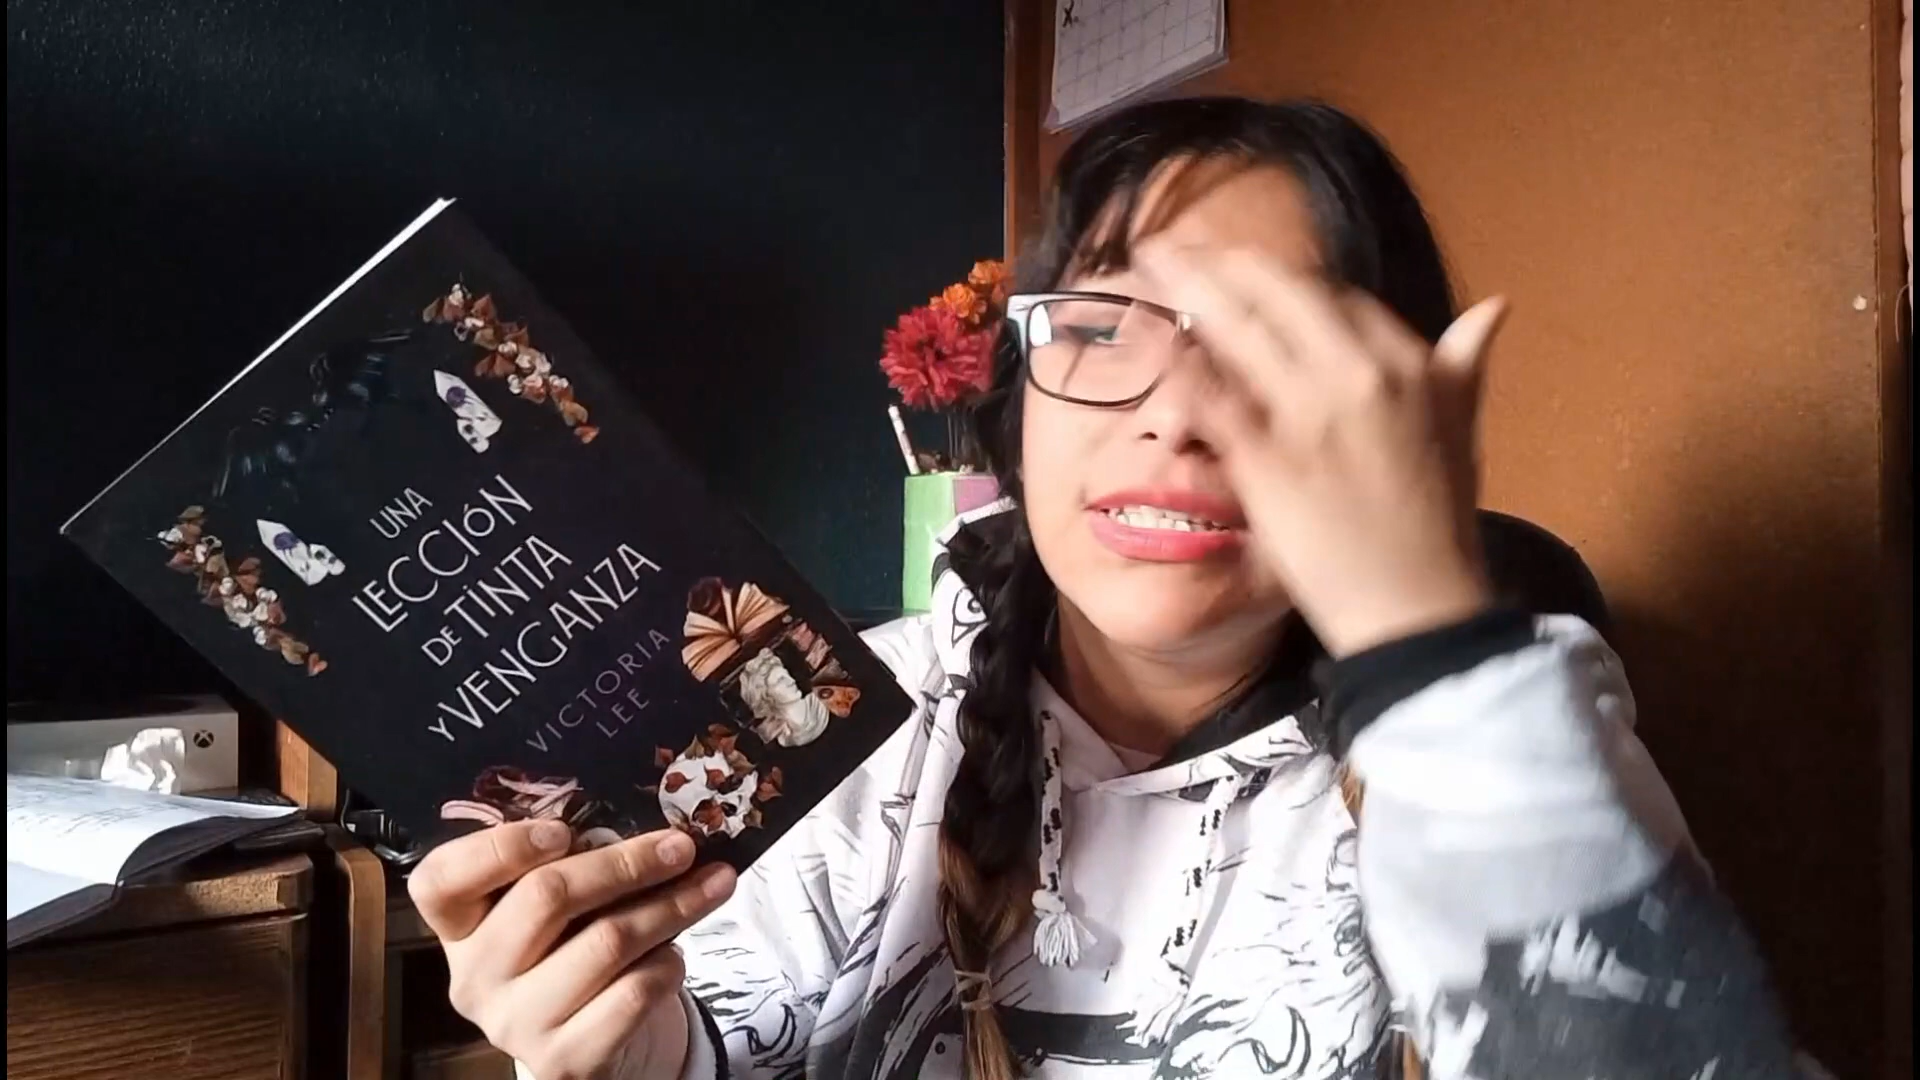 UNA
LECCIÓN
DE TINTA
Y VENGANZA
VICTORIA
LEE
X.